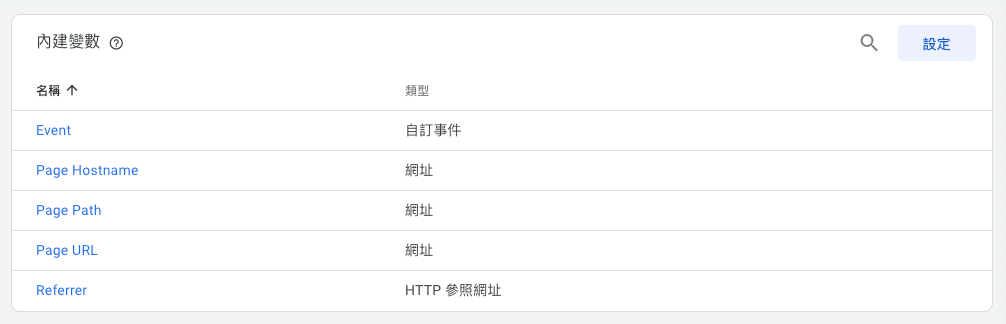 內建變數
設定
名稱 類型
Event 自訂事件
Page Hostname 網址
Page Path 網址
Page URL 網址
Referrer HTTP 參照網址